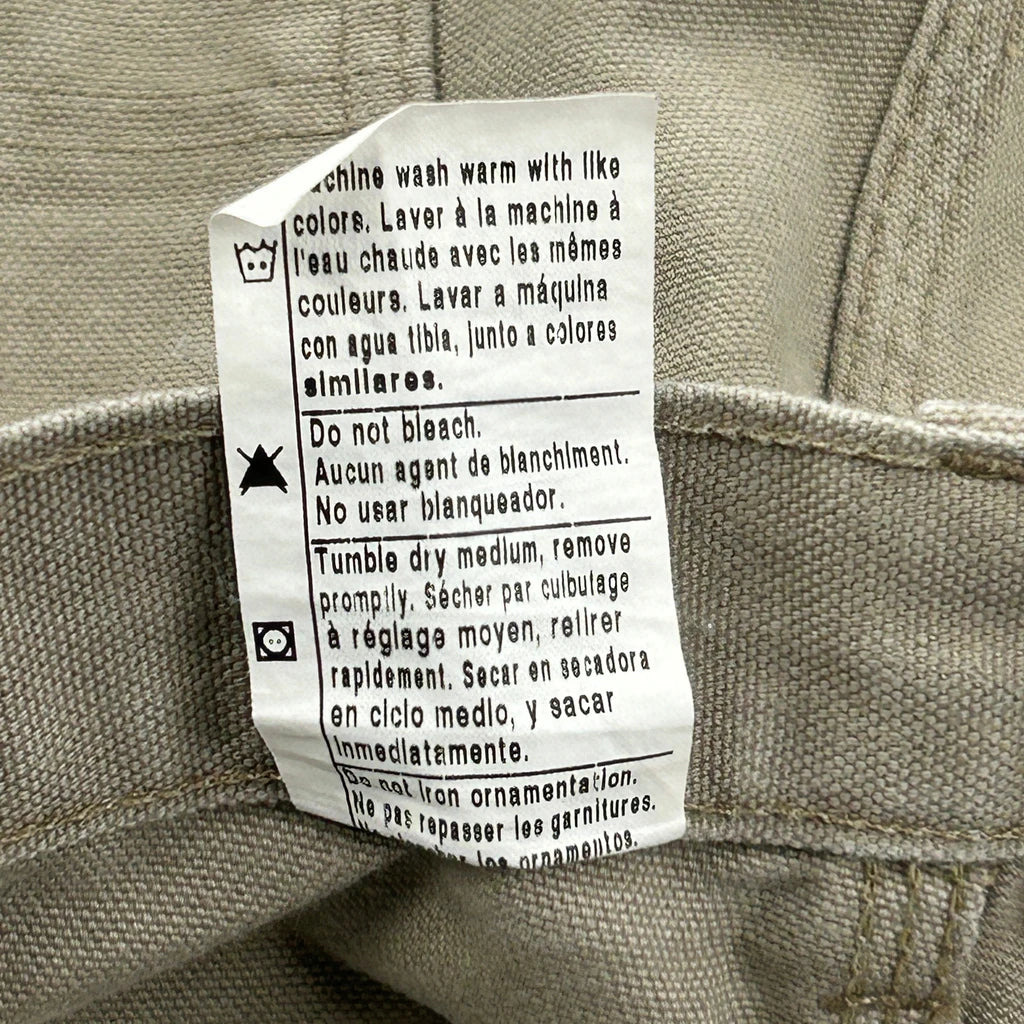 wash warm with like
colors. Laver à la machine à
l'eau chaude avec les mêmes
couleurs. Lavar a máquina
con agua tibia, junto a colores
similares.
Do not bleach.
Aucun agent de blanchiment.
No usar blanqueador.
Tumble dry medium, remove
promptly. Sécher par culbutage
à réglage moyen, retirer
rapidement. Secar en secadora
en ciclo medio, y sacar
inmediatamente.
Do not iron ornamentation.
Ne pas repasser les garnitures.
los ornamentos.